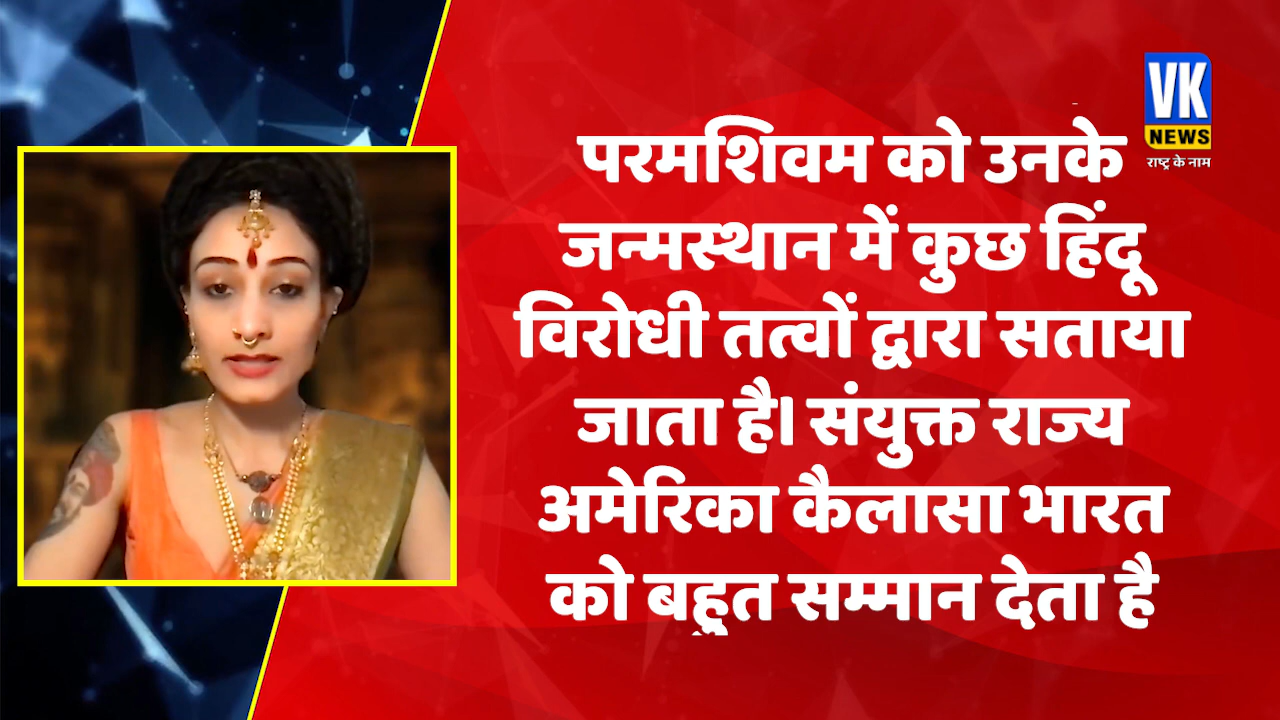 VK
NEWS
राष्ट्र के नाम
परमशिवम को उनके
जन्मस्थान में कुछ हिंदू
विरोधी तत्वों द्वारा सताया
जाता है। संयुक्त राज्य
अमेरिका कैलासा भारत
को बहुत सम्मान देता है